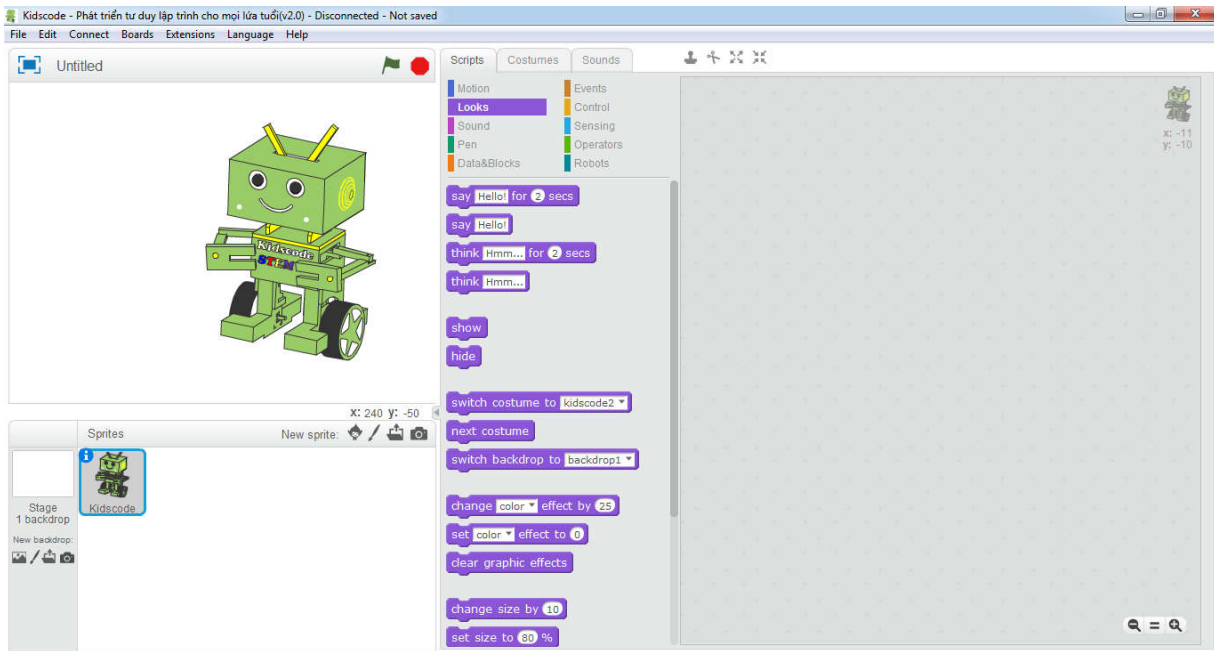 Kidscode - Phát triển tư duy lập trình cho mọi lứa tuổi(v2.0) - Disconnected - Not saved
File Edit Connect Boards Extensions Language Help
Untitled
Kidscode
STEM
X: 240 y: -50
Sprites
New sprite:
Stage
1 backdrop
New backdrop:
Kidscode
Scripts Costumes Sounds
Motion Events
Looks Control
Sound Sensing
Pen Operators
Data&Blocks Robots
say Hello! for 2 secs
say Hello!
think Hmm... for 2 secs
think Hmm...
show
hide
switch costume to kidscode2
next costume
switch backdrop to backdrop1
change color effect by 25
set color effect to 0
clear graphic effects
change size by 10
set size to 80 %
x: -11
y: -10